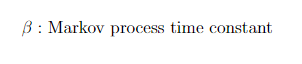 β : Markov process time constant